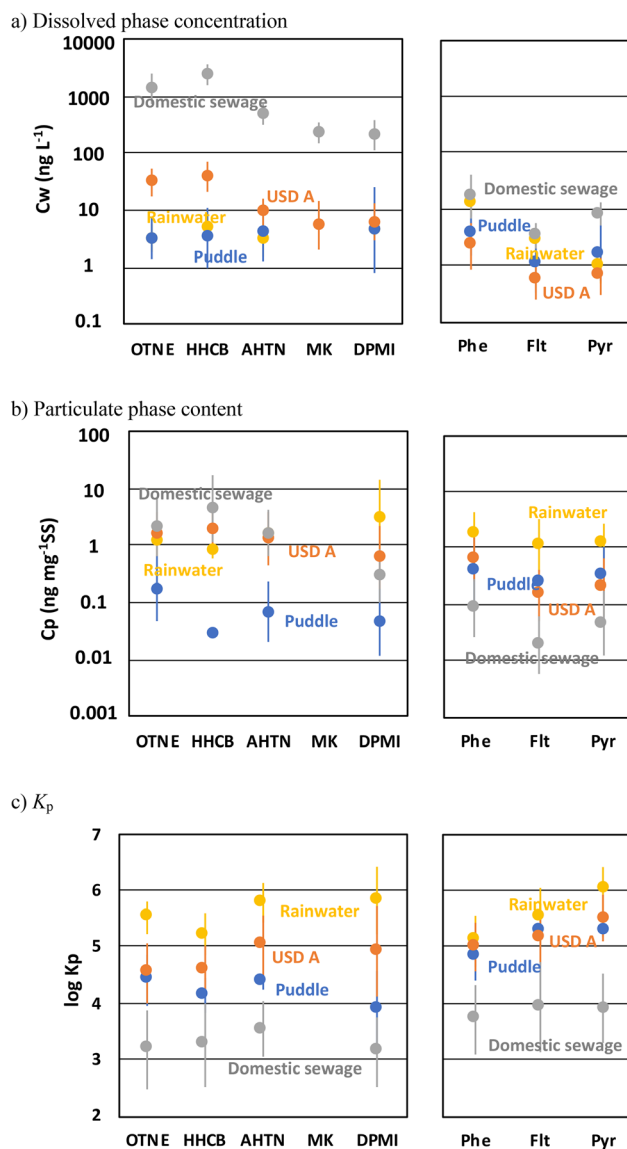 a) Dissolved phase concentration
Cw (ng L-1)
10000
1000
100
10
1
0.1
Domestic sewage
USD A
Rainwater
Puddle
OTNE HHCB AHTN MK DPMI
Domestic sewage
Puddle
Rainwater
USD A
Phe Flt Pyr
b) Particulate phase content
Cp (ng mg-1SS)
100
10
1
0.1
0.01
0.001
Domestic sewage
USD A
Rainwater
Puddle
OTNE HHCB AHTN MK DPMI
Rainwater
Puddle
USD A
Domestic sewage
Phe Flt Pyr
c) Kp
log Kp
7
6
5
4
3
2
Rainwater
USD A
Puddle
Domestic sewage
OTNE HHCB AHTN MK DPMI
Rainwater
USD A
Puddle
Domestic sewage
Phe Flt Pyr